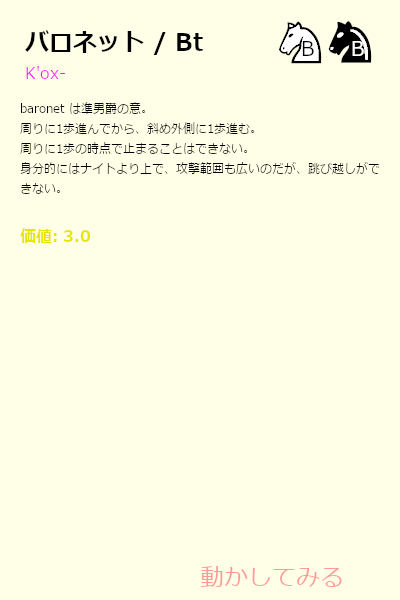 バロネット / Bt
B B
K'ox-
baronet は準男爵の意。
周りに1歩進んでから、斜め外側に1歩進む。
周りに1歩の時点で止まることはできない。
身分的にはナイトより上で、攻撃範囲も広いのだが、跳び越しがで
きない。
価値: 3.0
動かしてみる